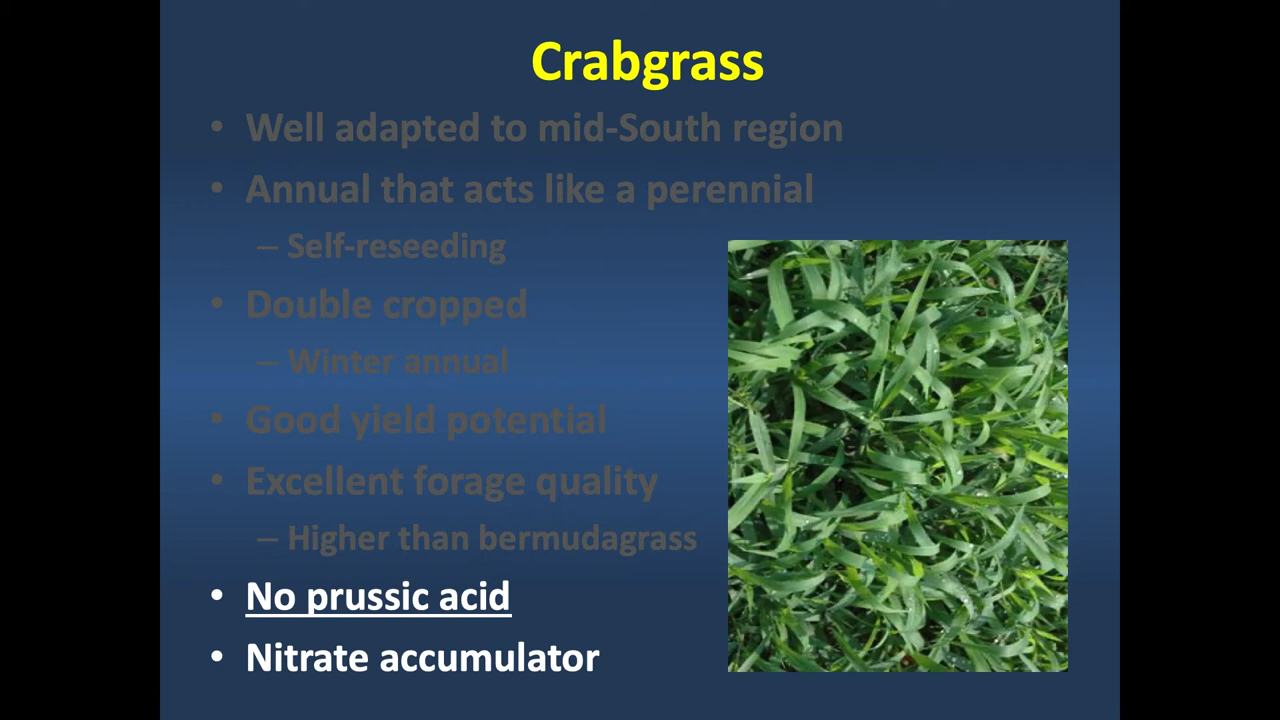 Crabgrass
• Well adapted to mid-South region
• Annual that acts like a perennial
– Self-reseeding
• Double cropped
– Winter annual
• Good yield potential
• Excellent forage quality
– Higher than bermudagrass
• No prussic acid
• Nitrate accumulator